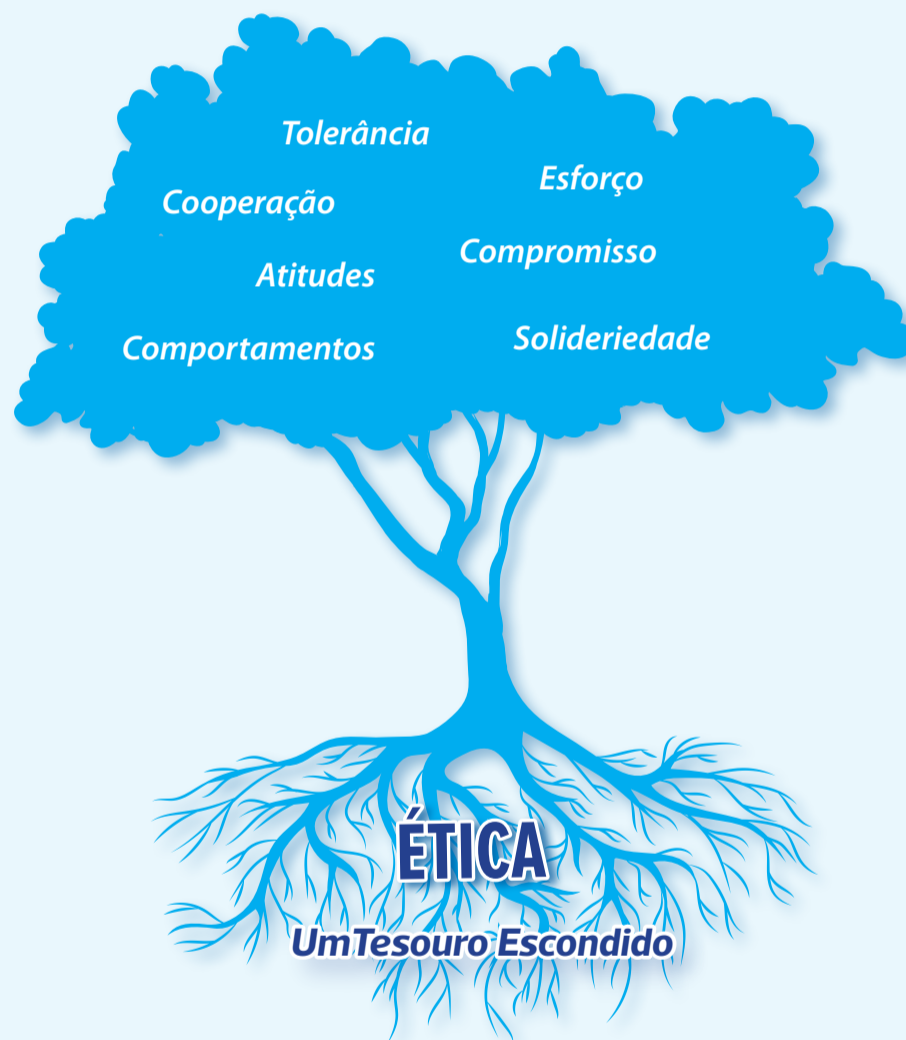 Tolerância
Esforço
Cooperação
Compromisso
Atitudes
Solideriedade
Comportamentos
ÉTICA
UmTesouro Escondido